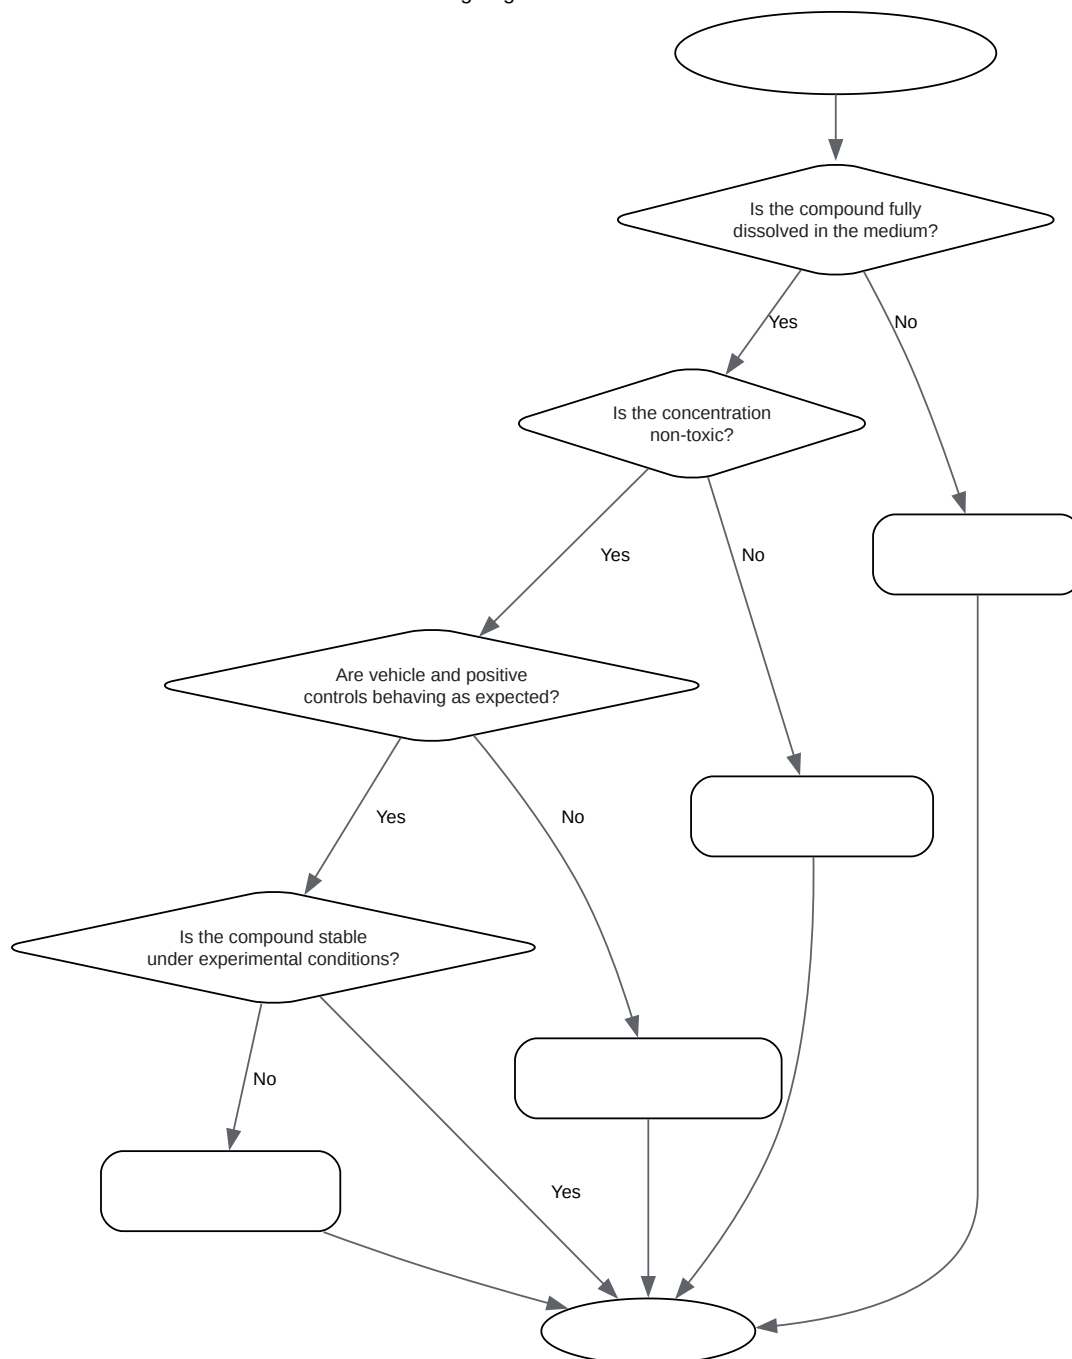 Is the compound fully
dissolved in the medium?
Yes
No
Is the concentration
non-toxic?
Yes
No
Are vehicle and positive
controls behaving as expected?
Yes
No
Is the compound stable
under experimental conditions?
No
Yes